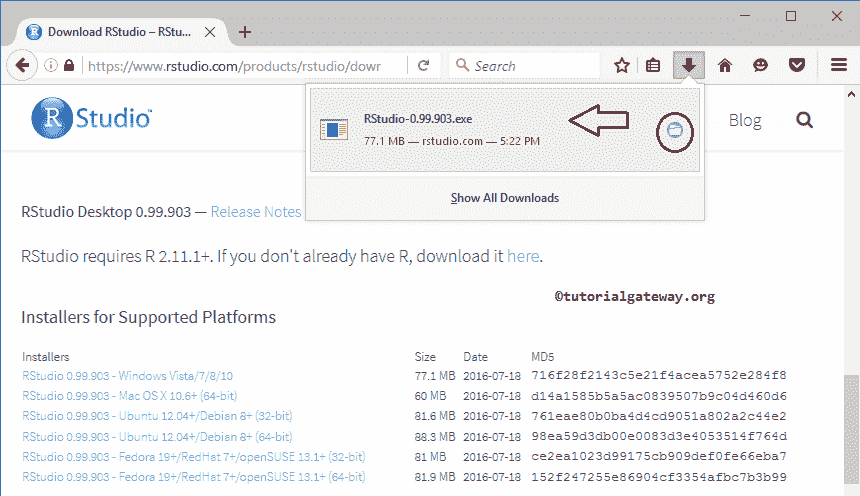 Download RStudio – RStu...
https://www.rstudio.com/products/rstudio/dowr
Search
RStudio-0.99.903.exe
77.1 MB — rstudio.com — 5:22 PM
Show All Downloads
R Studio™
Blog
RStudio Desktop 0.99.903 — Release Notes
RStudio requires R 2.11.1+. If you don't already have R, download it here.
©tutorialgateway.org
Installers for Supported Platforms
Installers Size Date MD5
RStudio 0.99.903 - Windows Vista/7/8/10 77.1 MB 2016-07-18 716f28f2143c5e21f4acea5752e284f8
RStudio 0.99.903 - Mac OS X 10.6+ (64-bit) 60 MB 2016-07-18 d14a1585b5a5ac0839507b9c04d460d6
RStudio 0.99.903 - Ubuntu 12.04+/Debian 8+ (32-bit) 81.6 MB 2016-07-18 761eae80b0ba4d4cd9051a802a2c44e2
RStudio 0.99.903 - Ubuntu 12.04+/Debian 8+ (64-bit) 88.3 MB 2016-07-18 98ea59d3db00e0083d3e4053514f764d
RStudio 0.99.903 - Fedora 19+/RedHat 7+/openSUSE 13.1+ (32-bit) 81 MB 2016-07-18 ce2ea1023d99175cb909def0fe66eba7
RStudio 0.99.903 - Fedora 19+/RedHat 7+/openSUSE 13.1+ (64-bit) 81.9 MB 2016-07-18 152f247255e86904cf3354afbc7b3b99